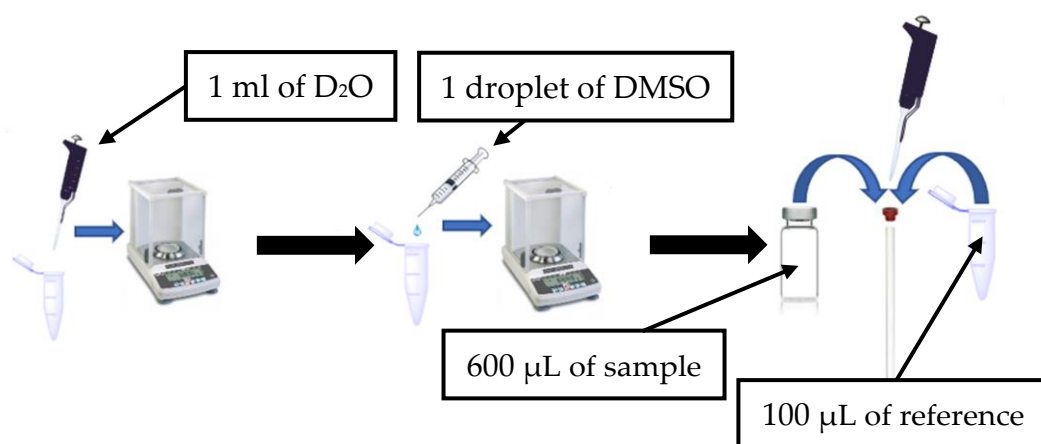 1 ml of D₂O
1 droplet of DMSO
600 µL of sample
100 µL of reference